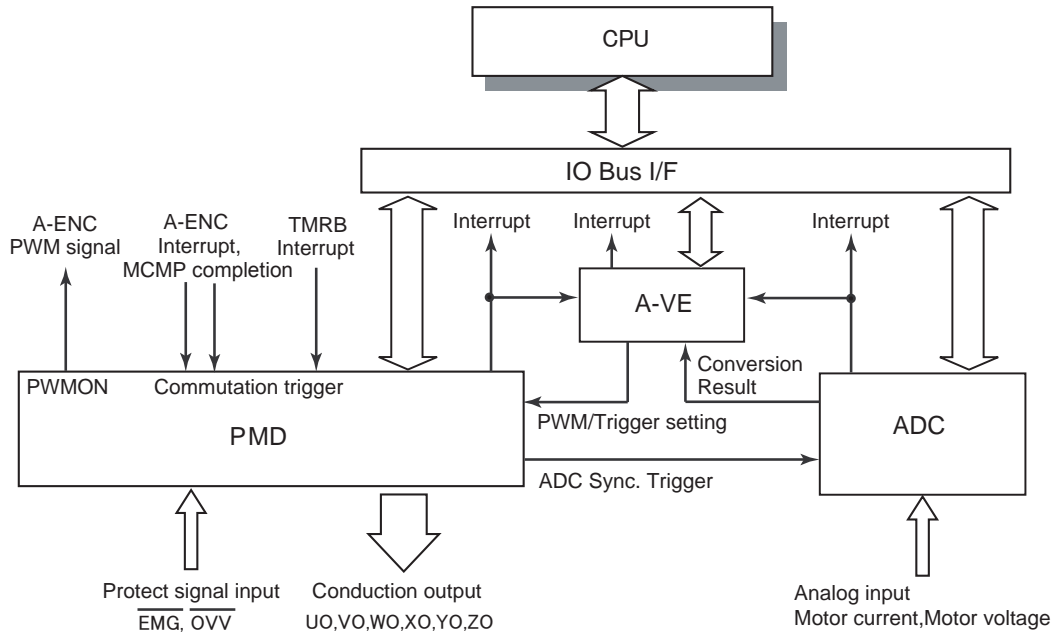 CPU
IO Bus I/F
A-ENC
PWM signal
A-ENC
Interrupt,
MCMP completion
TMRB
Interrupt
Interrupt
Interrupt
Interrupt
A-VE
PWMON
Commutation trigger
PMD
Conversion
Result
PWM/Trigger setting
ADC
ADC Sync. Trigger
Protect signal input
EMG, OVV
Conduction output
UO,VO,WO,XO,YO,ZO
Analog input
Motor current,Motor voltage